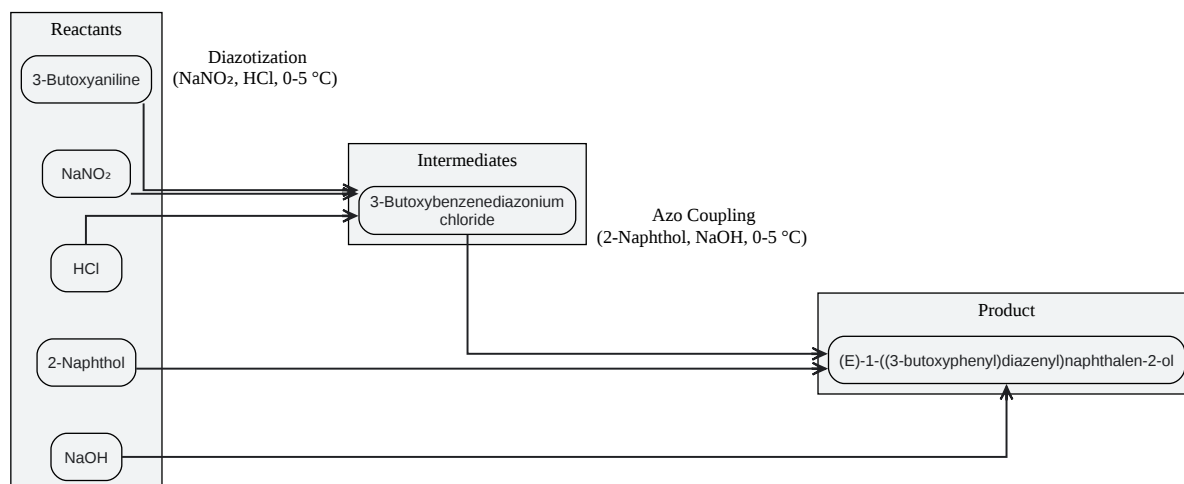 Reactants
3-Butoxyaniline
Diazotization
(NaNO₂, HCl, 0-5 °C)
NaNO₂
Intermediates
3-Butoxybenzenediazonium
chloride
Azo Coupling
(2-Naphthol, NaOH, 0-5 °C)
HCl
Product
2-Naphthol
(E)-1-((3-butoxyphenyl)diazenyl)naphthalen-2-ol
NaOH